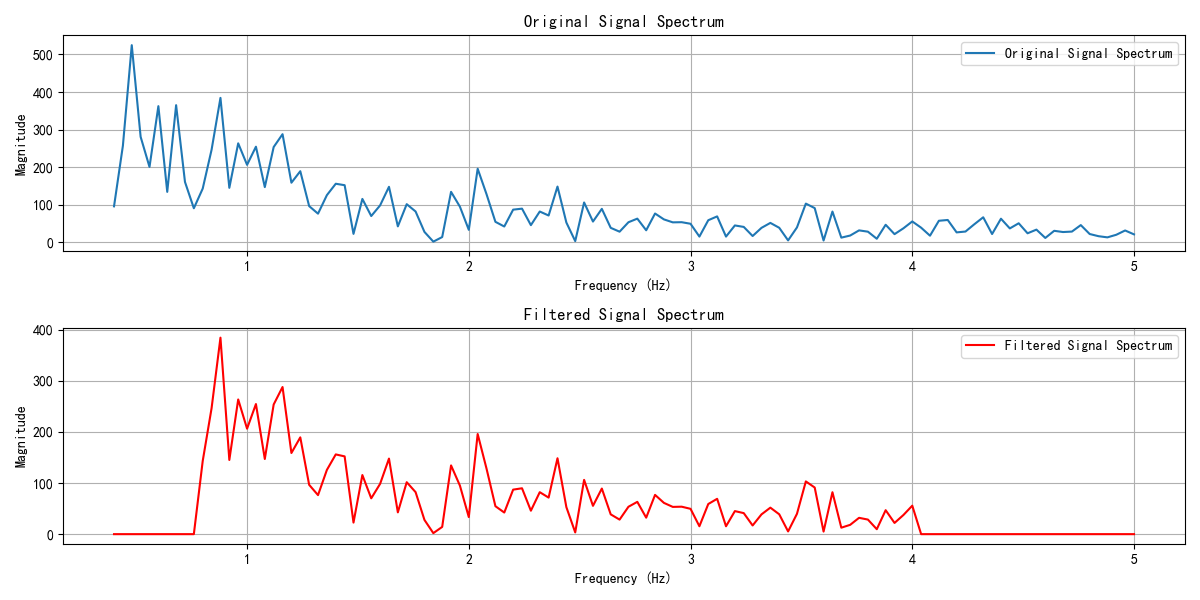 Original Signal Spectrum
Original Signal Spectrum
500
400
300
200
100
0
Magnitude
1 2 3 4 5
Frequency (Hz)
Filtered Signal Spectrum
Filtered Signal Spectrum
400
300
200
100
0
Magnitude
1 2 3 4 5
Frequency (Hz)